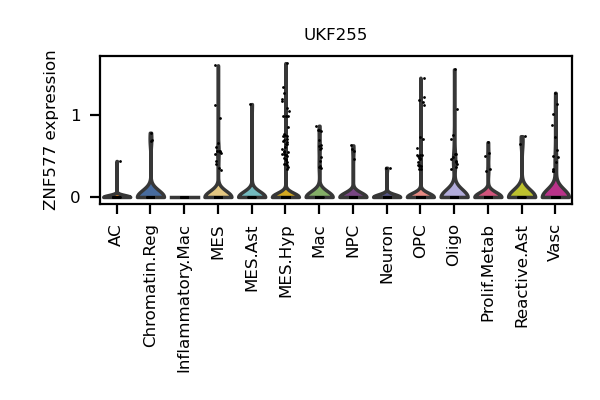 UKF255
ZNF577 expression
1
0
AC
Chromatin.Reg
Inflammatory.Mac
MES
MES.Ast
MES.Hyp
Mac
NPC
Neuron
OPC
Oligo
Prolif.Metab
Reactive.Ast
Vasc